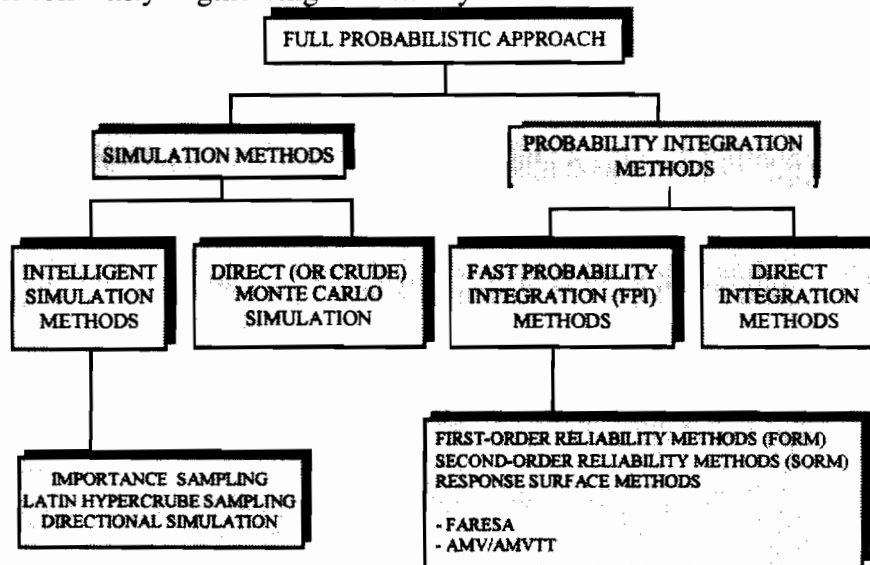 FULL PROBABILISTIC APPROACH
SIMULATION METHODS
PROBABILITY INTEGRATION
METHODS
INTELLIGENT
SIMULATION
METHODS
DIRECT (OR CRUDE)
MONTE CARLO
SIMULATION
FAST PROBABILITY
INTEGRATION (FPI)
METHODS
DIRECT
INTEGRATION
METHODS
IMPORTANCE SAMPLING
LATIN HYPERCRUBE SAMPLING
DIRECTIONAL SIMULATION
FIRST-ORDER RELIABILITY METHODS (FORM)
SECOND-ORDER RELIABILITY METHODS (SORM)
RESPONSE SURFACE METHODS
- FARESA
- AMV/AMVTT